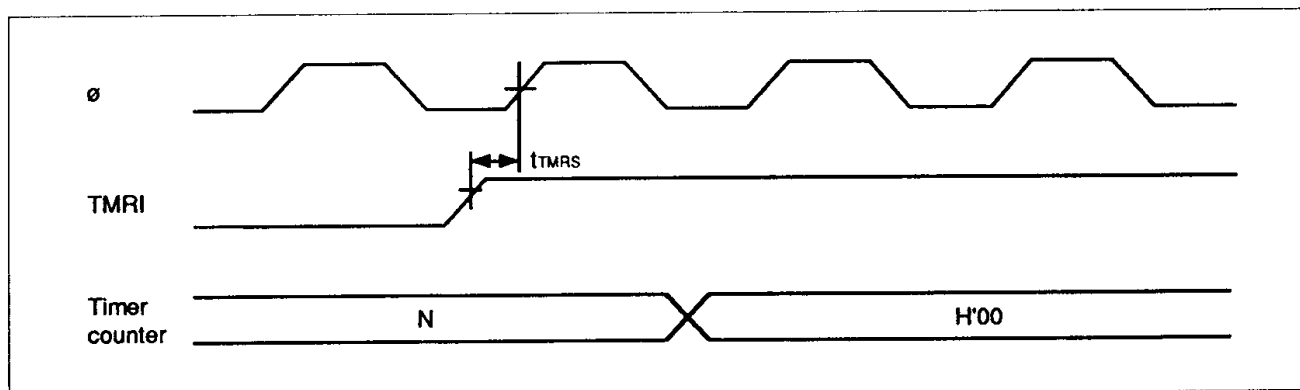 ø
tTMRS
TMRI
Timer
counter
N
H'00